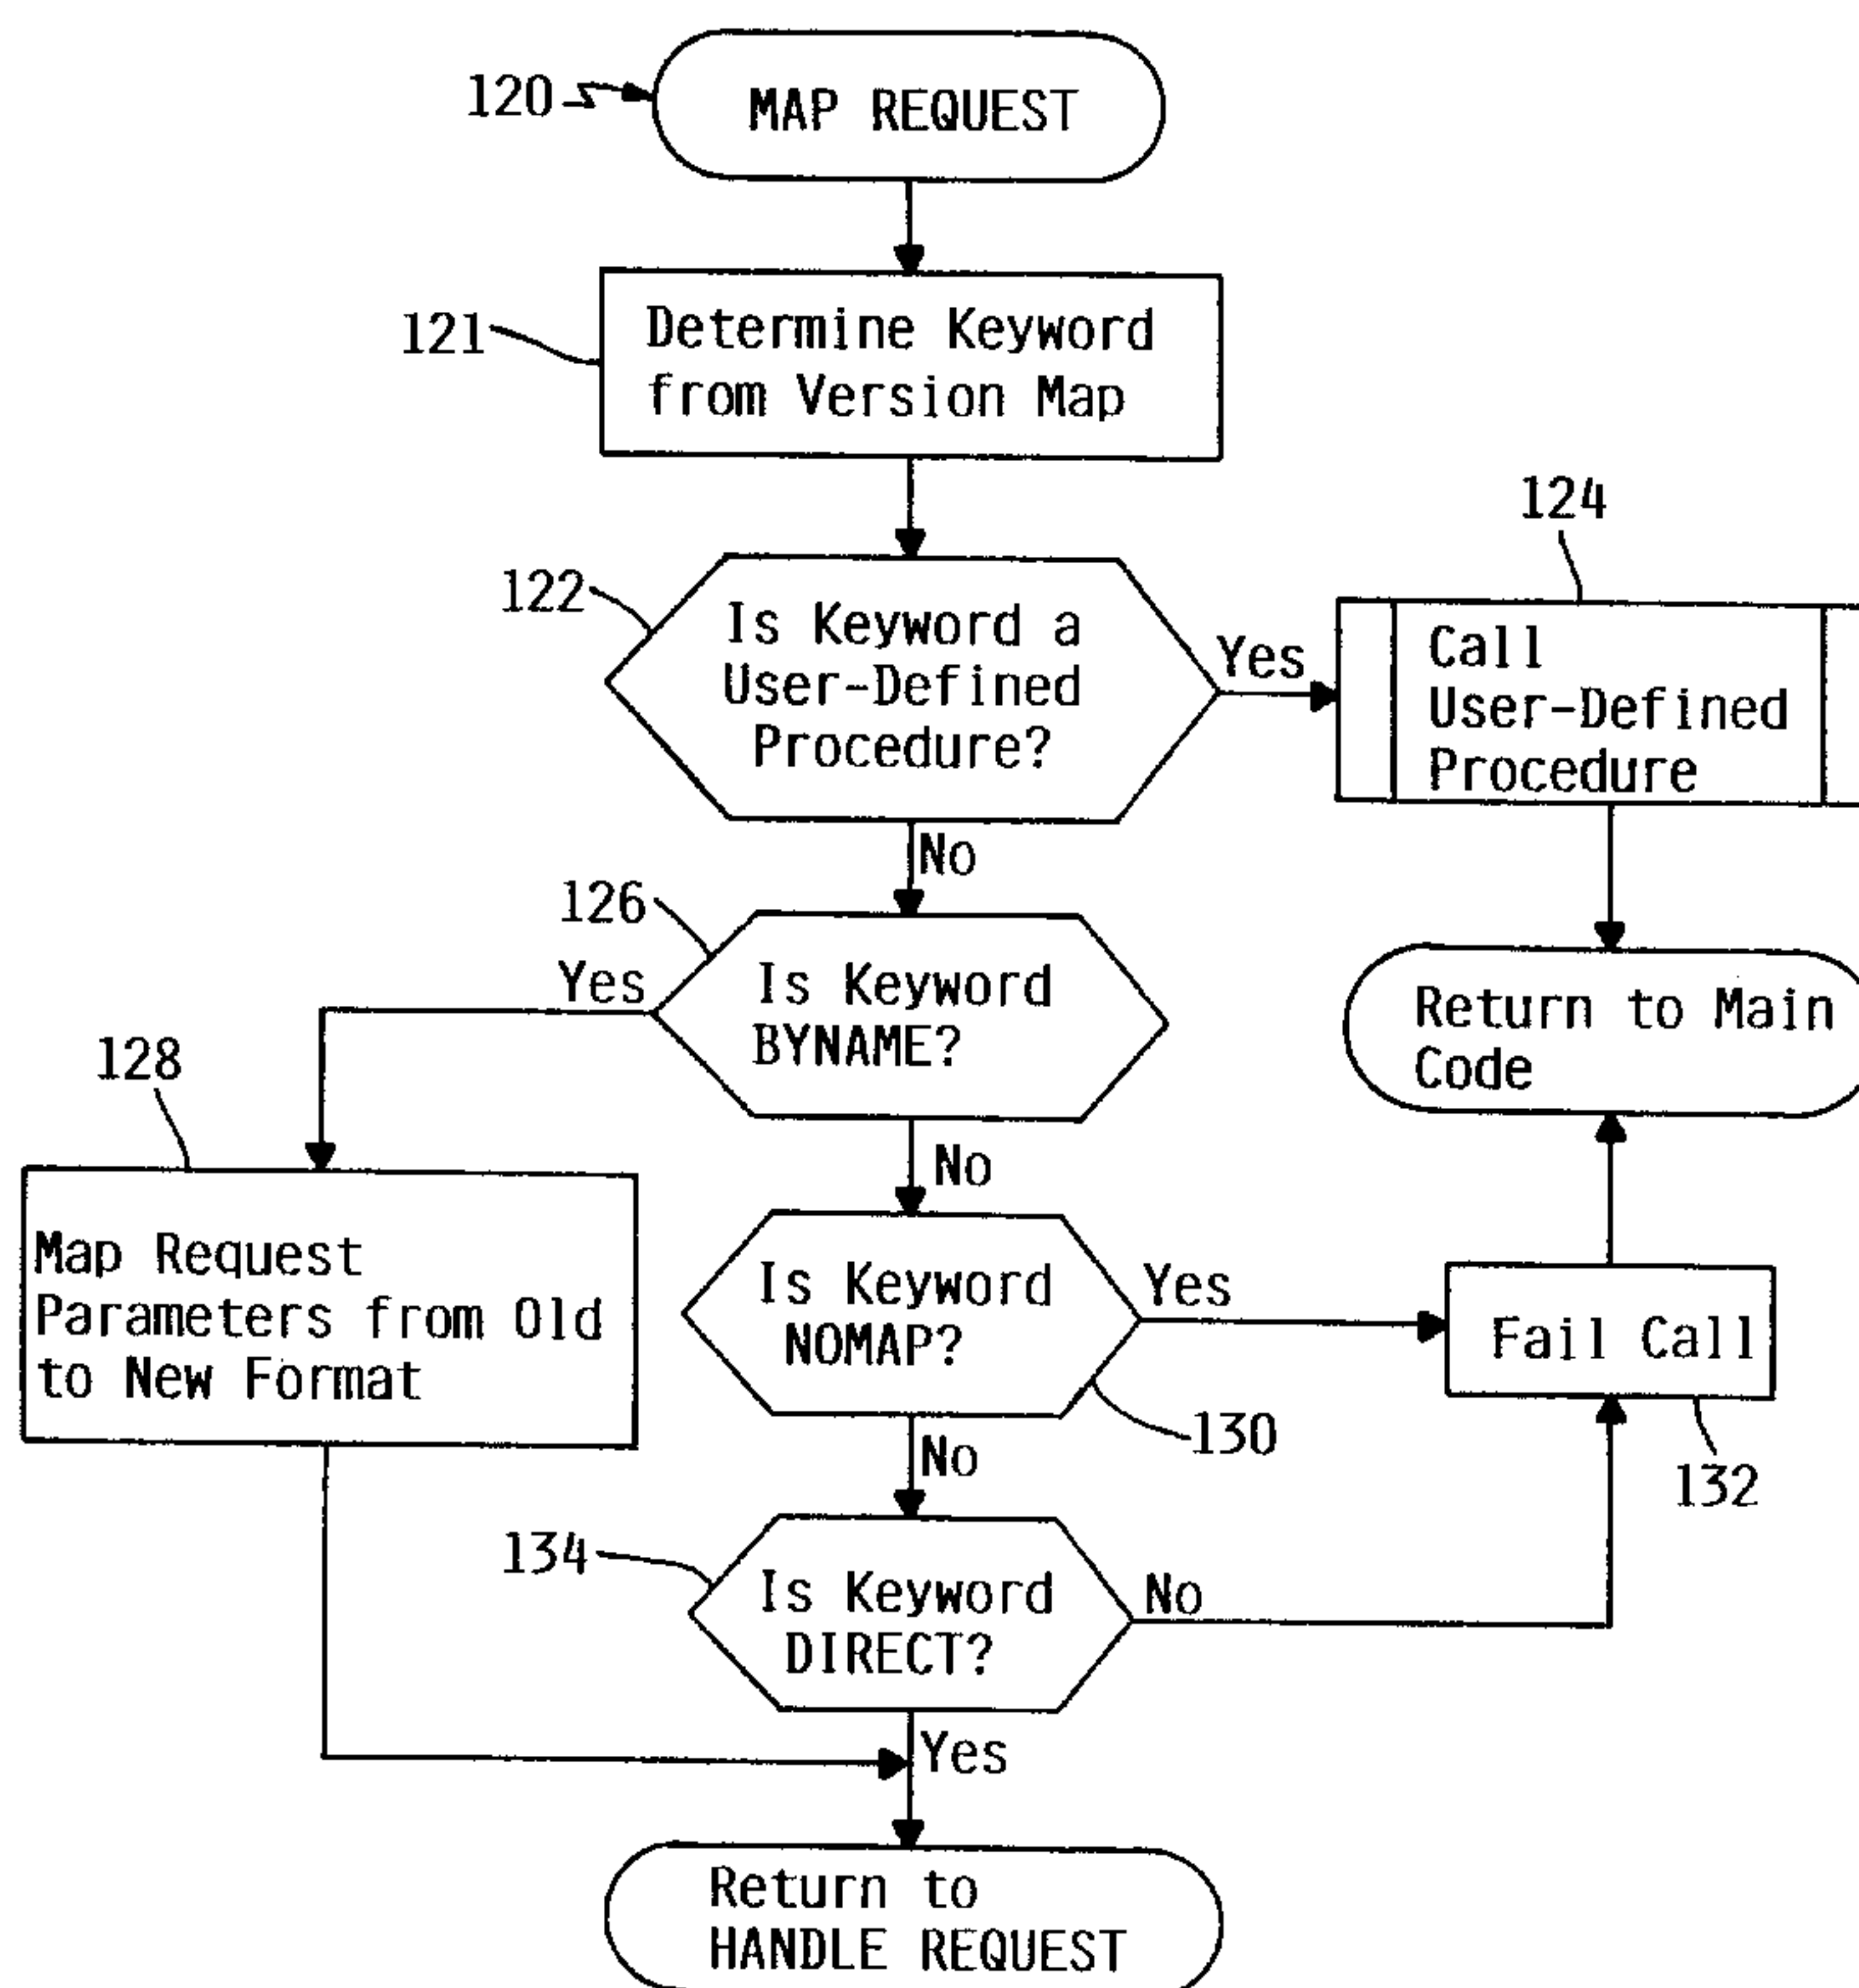 120
MAP REQUEST
121
Determine Keyword
from Version Map
122
Is Keyword a
User-Defined
Procedure?
Yes
124
Call
User-Defined
Procedure
No
126
Yes
Is Keyword
BYNAME?
Return to Main
Code
128
No
Map Request
Parameters from Old
to New Format
Is Keyword
NOMAP?
Yes
Fail Call
130
132
No
134
Is Keyword
DIRECT?
No
Yes
Return to
HANDLE REQUEST